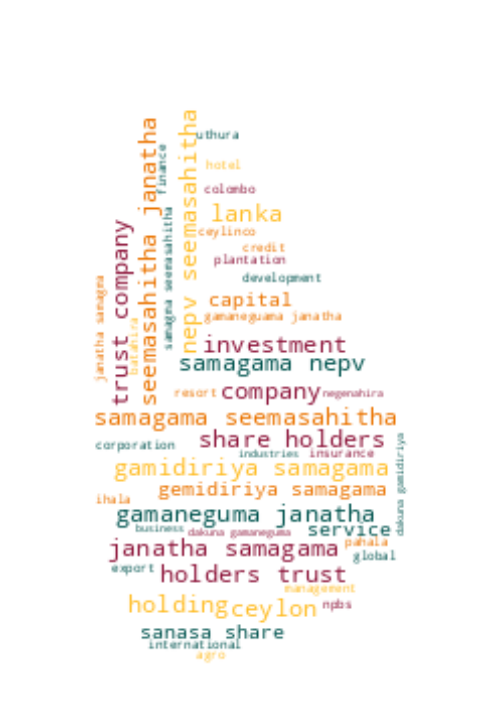 uthura
hotel
colombo
lanka
ceylinco
credit
plantation
development
capital
gamaneguama janatha
investment
samagama nepv
nepv seemasahitha
finance
samagna seemasahitha
seemasahitha janatha
batahira
trust company
janatha samagma
resort
company
negenahira
samagama seemasahitha
share holders
corporation
industries
insurance
gamidiriya samagama
gemidiriya samagama
dakuna gamidiriya
ihala
gamaneguma janatha
business
dakuna gamaneguma
service
janatha samagama
pahala
global
export
holders trust
management
holding
ceylon
npbs
sanasa share
international
agro